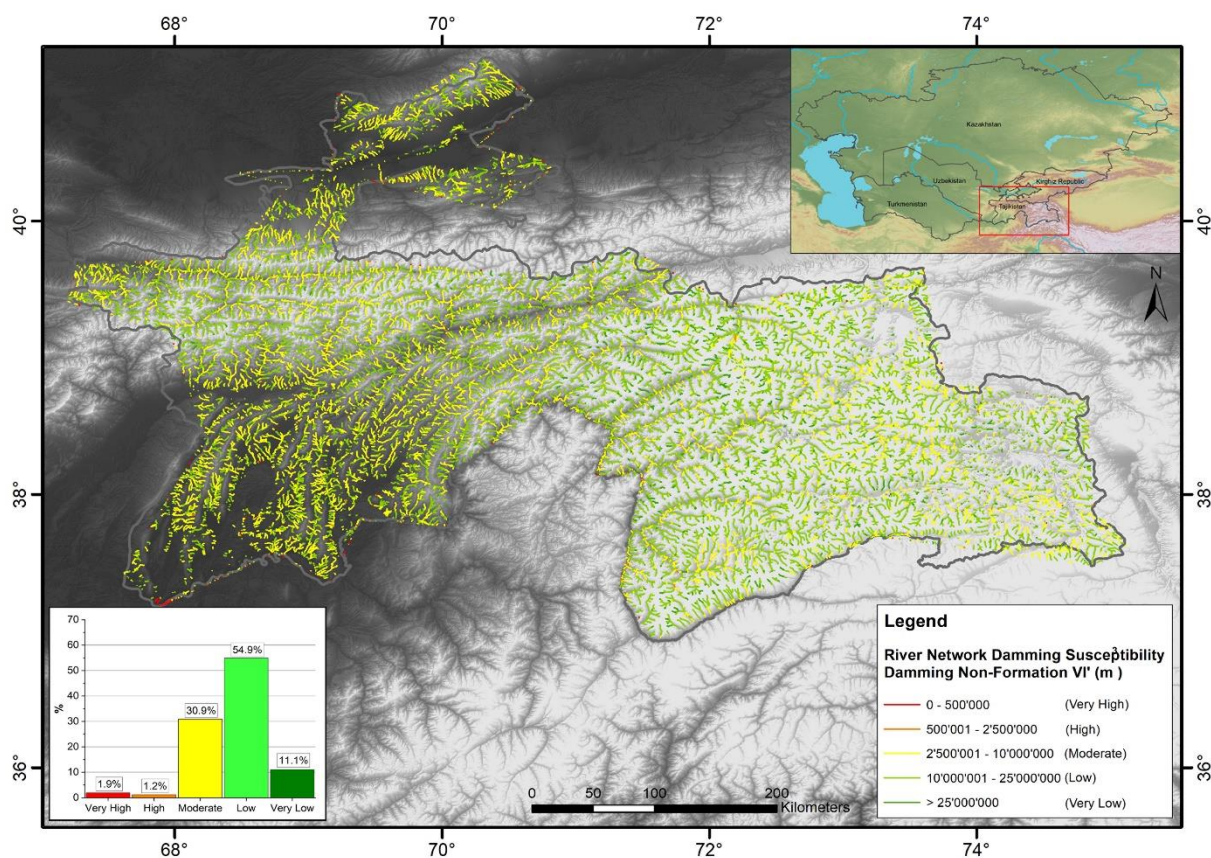 68°
70°
72°
74°
40°
38°
36°
40°
38°
36°
Kazakhstan
Uzbekistan
Kirghiz Republic
Turkmenistan
Tajikistan
N
70
60
50
40
30
20
10
0
%
1.9%
1.2%
30.9%
54.9%
11.1%
Very High
High
Moderate
Low
Very Low
0 50 100 200
Kilometers
Legend
River Network Damming Susceptibility
Damming Non-Formation Vl' (m3)
0 - 500'000 (Very High)
500'001 - 2'500'000 (High)
2'500'001 - 10'000'000 (Moderate)
10'000'001 - 25'000'000 (Low)
> 25'000'000 (Very Low)
68°
70°
72°
74°